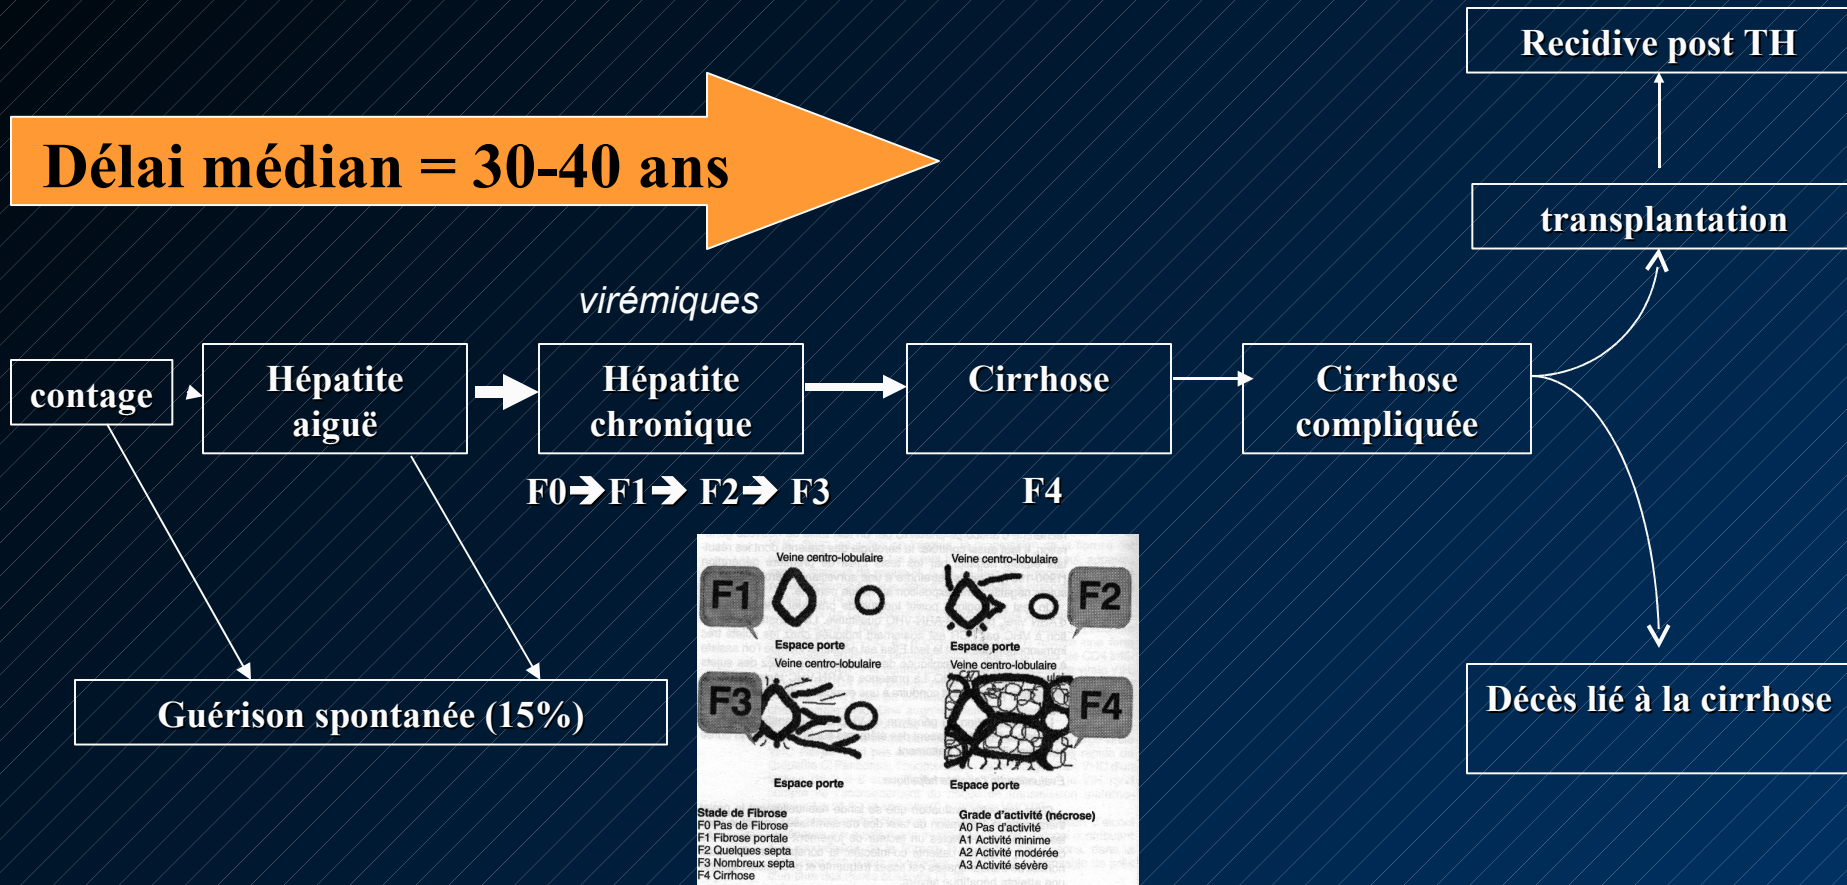 Recidive post TH
Délai médian = 30-40 ans
transplantation
virémiques
contage
Hépatite
aiguë
Hépatite
chronique
Cirrhose
Cirrhose
compliquée
F0➔F1➔ F2➔ F3
F4
Guérison spontanée (15%)
Décès lié à la cirrhose
Veine centro-lobulaire
Veine centro-lobulaire
F1
F2
Espace porte
Espace porte
Veine centro-lobulaire
Veine centro-lobulaire
F3
F4
Espace porte
Espace porte
Stade de Fibrose
F0 Pas de Fibrose
F1 Fibrose portale
F2 Quelques septa
F3 Nombreux septa
F4 Cirrhose
Grade d'activité (nécrose)
A0 Pas d'activité
A1 Activité minime
A2 Activité modérée
A3 Activité sévère